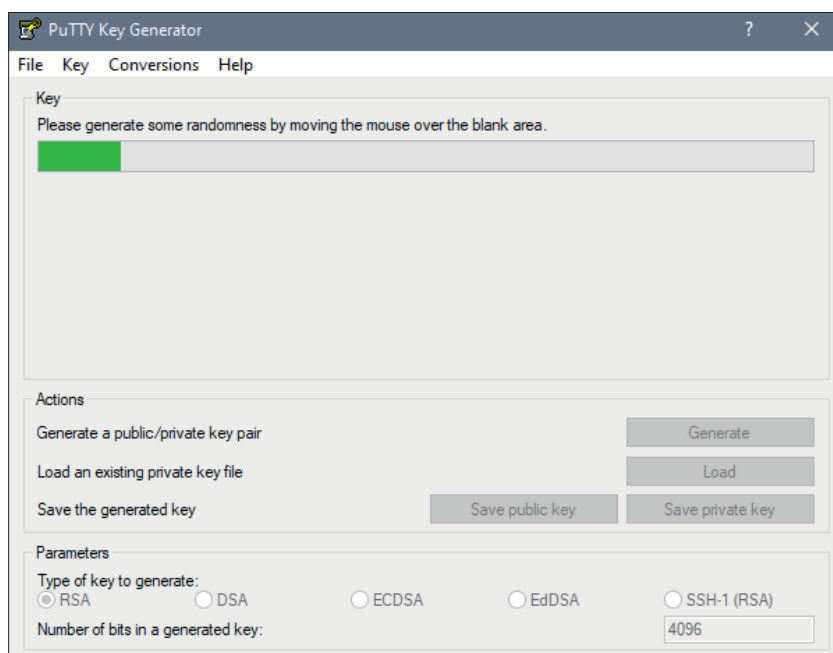 PuTTY Key Generator ?
File Key Conversions Help
Key
Please generate some randomness by moving the mouse over the blank area.
Actions
Generate a public/private key pair Generate
Load an existing private key file Load
Save the generated key Save public key Save private key
Parameters
Type of key to generate:
RSA DSA ECDSA EdDSA SSH-1 (RSA)
Number of bits in a generated key: 4096